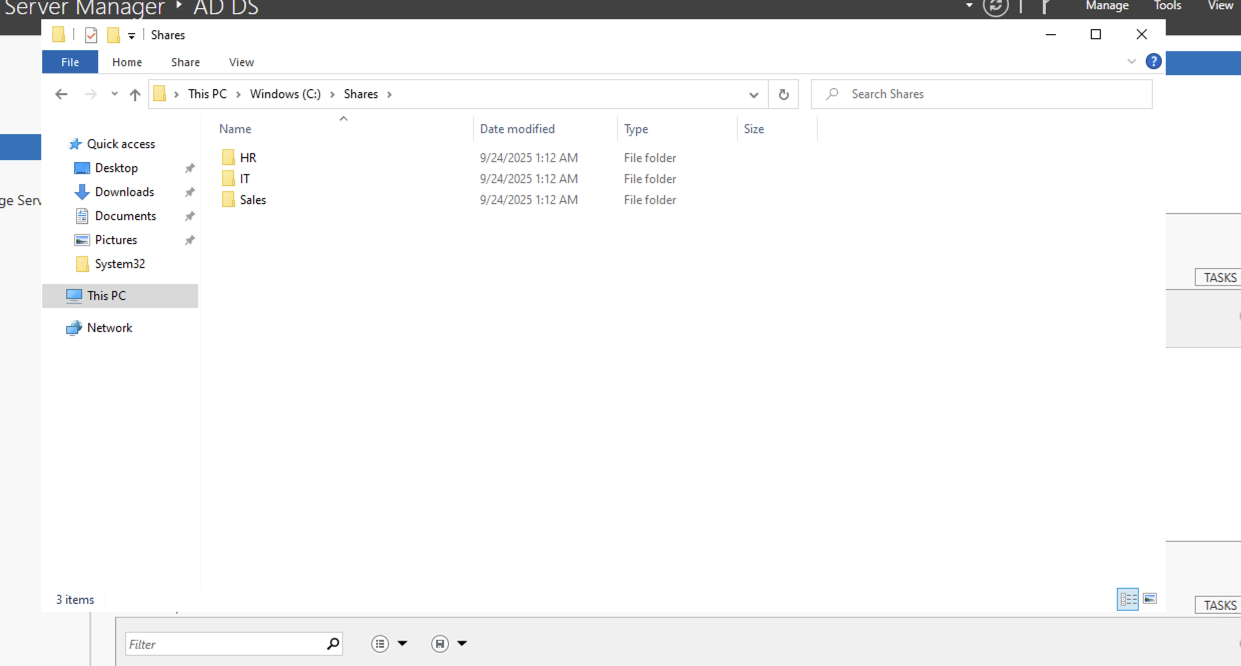 Server Manager ‣ AD DS
Manage Tools View
Shares
File Home Share View
This PC › Windows (C:) › Shares ›
Search Shares
Name Date modified Type Size
Quick access
Desktop
Downloads
Documents
Pictures
System32
This PC
Network
HR 9/24/2025 1:12 AM File folder
IT 9/24/2025 1:12 AM File folder
Sales 9/24/2025 1:12 AM File folder
TASKS
3 items
TASKS
Filter